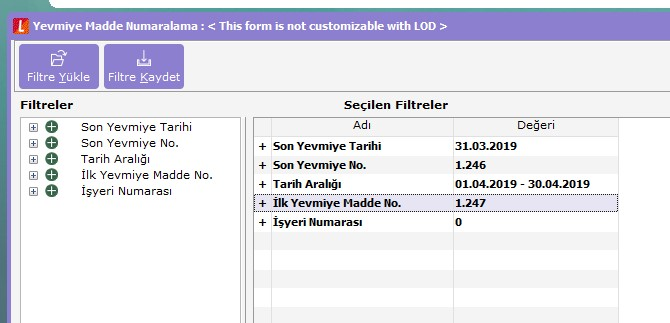 Yevmiye Madde Numaralama : < This form is not customizable with LOD >
Filtre Yükle Filtre Kaydet
Filtreler Seçilen Filtreler
Son Yevmiye Tarihi
Son Yevmiye No.
Tarih Aralığı
İlk Yevmiye Madde No.
İşyeri Numarası
Adı Değeri
+ Son Yevmiye Tarihi 31.03.2019
+ Son Yevmiye No. 1.246
+ Tarih Aralığı 01.04.2019 - 30.04.2019
+ İlk Yevmiye Madde No. 1.247
+ İşyeri Numarası 0